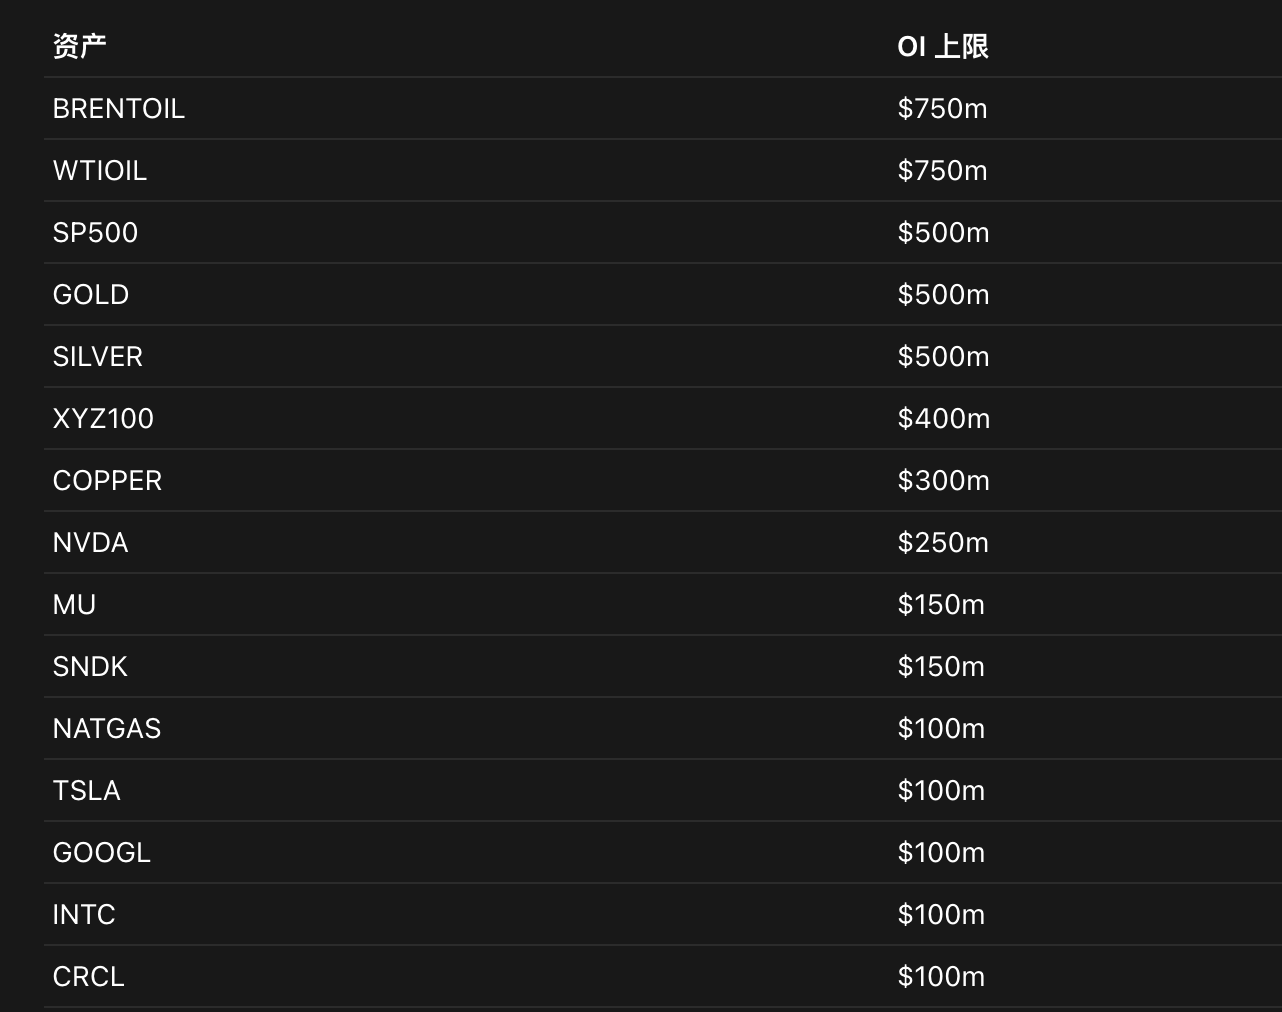 资产 OI 上限
BRENTOIL $750m
WTIOIL $750m
SP500 $500m
GOLD $500m
SILVER $500m
XYZ100 $400m
COPPER $300m
NVDA $250m
MU $150m
SNDK $150m
NATGAS $100m
TSLA $100m
GOOGL $100m
INTC $100m
CRCL $100m